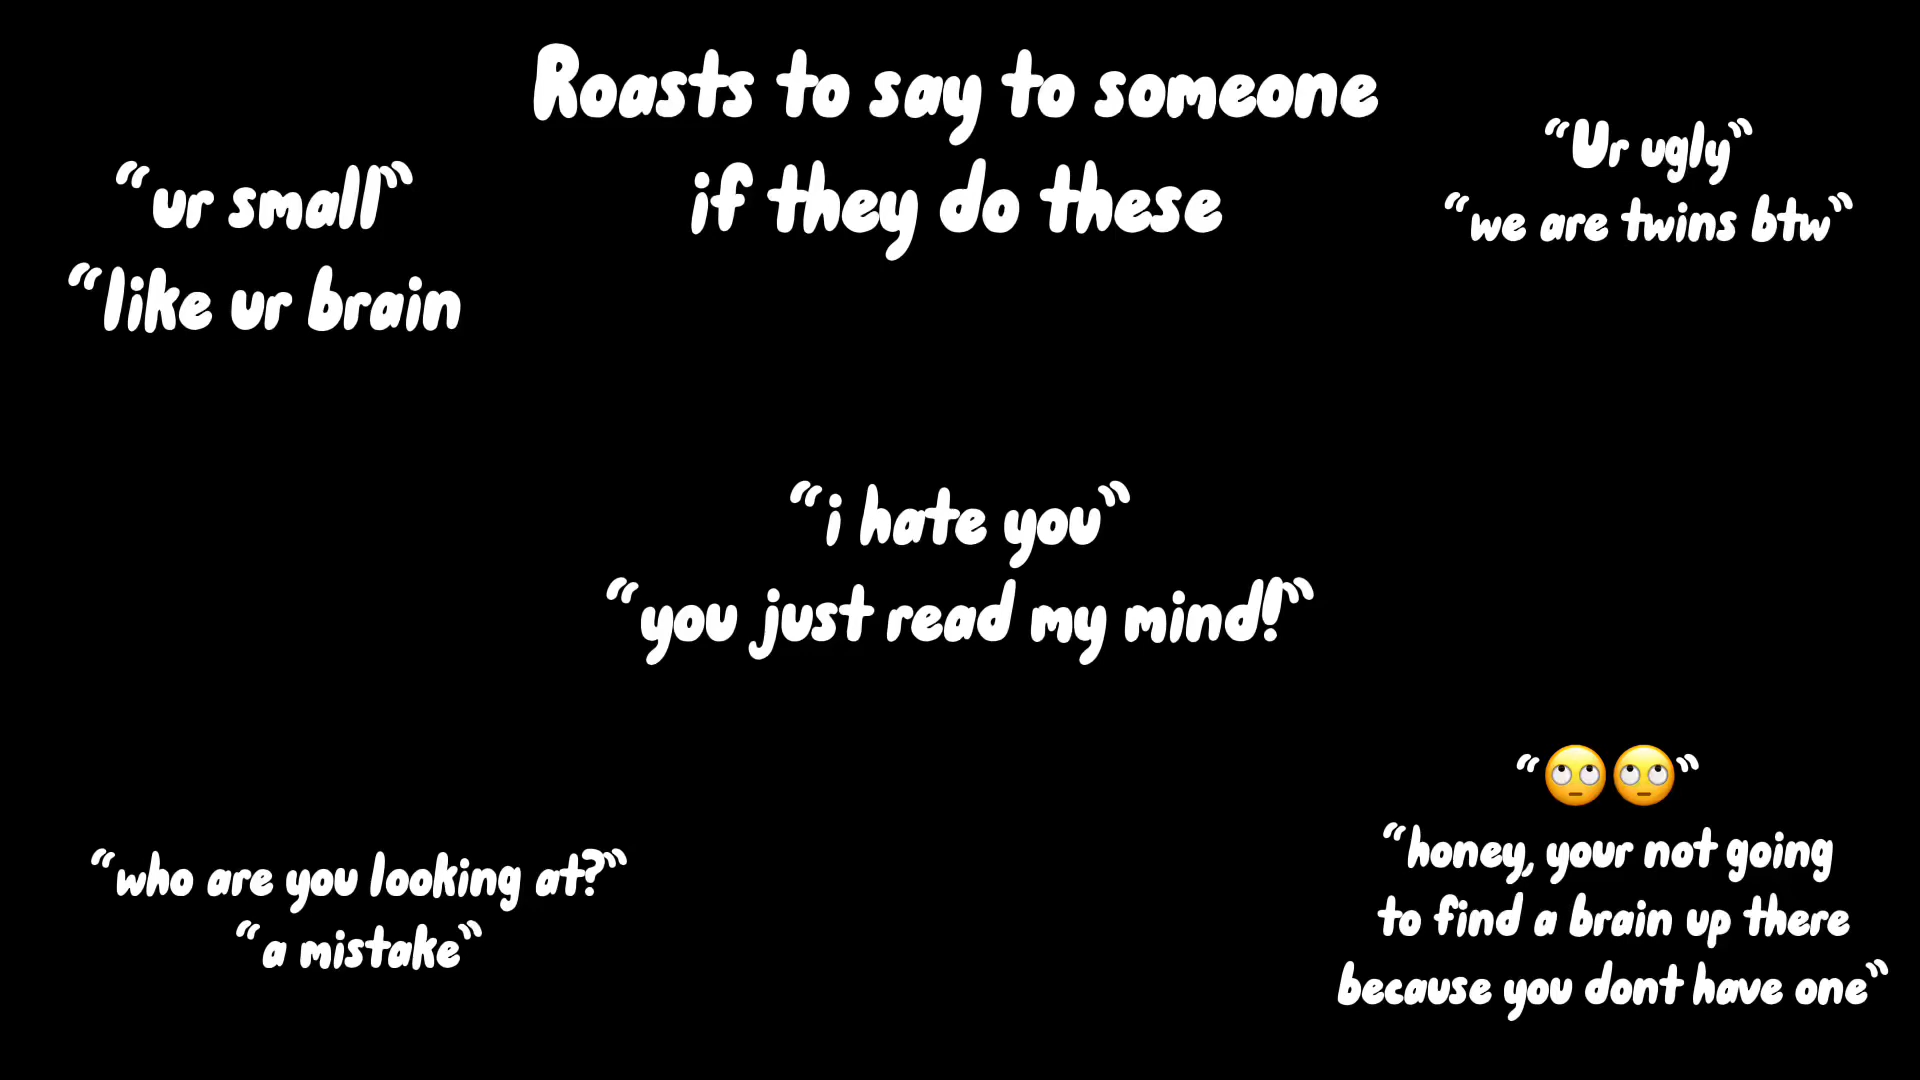 Roasts to say to someone
if they do these
“ur small”
“like ur brain
“Ur ugly”
“we are twins btw”
“i hate you”
“you just read my mind!”
“who are you looking at?”
“a mistake”
“🙄🙄”
“honey, your not going
to find a brain up there
because you dont have one”